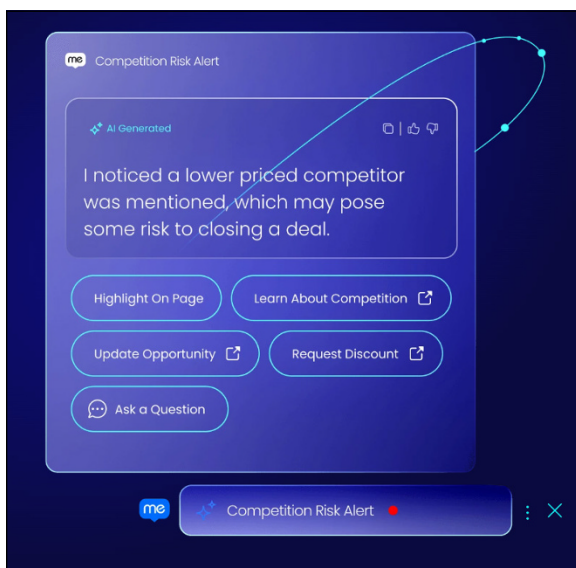 me Competition Risk Alert
AI Generated
I noticed a lower priced competitor
was mentioned, which may pose
some risk to closing a deal.
Highlight On Page
Learn About Competition
Update Opportunity
Request Discount
Ask a Question
me Competition Risk Alert